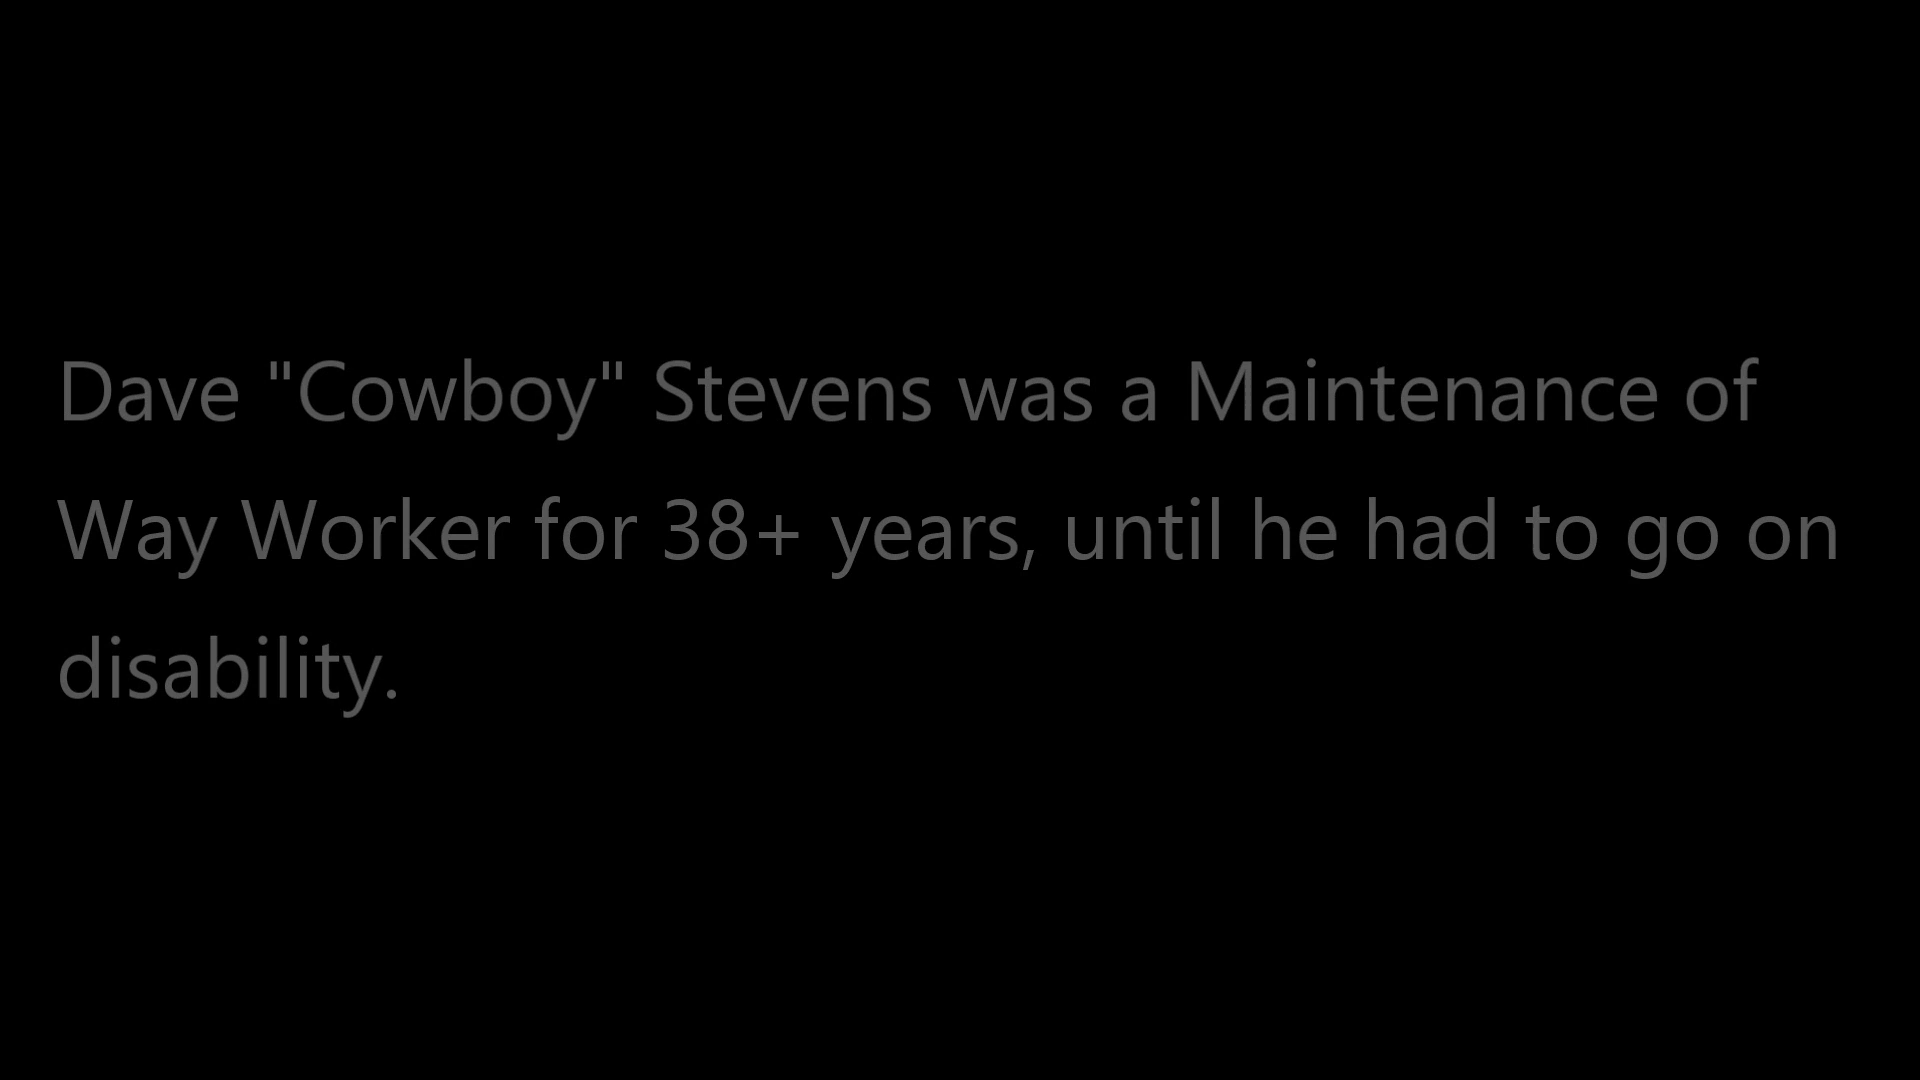 Dave "Cowboy" Stevens was a Maintenance of
Way Worker for 38+ years, until he had to go on
disability.